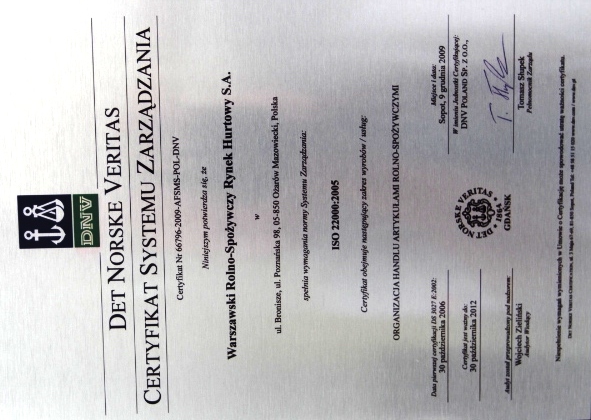 DNV
DET NORSKE VERITAS
CERTYFIKAT SYSTEMU ZARZĄDZANIA
Certyfikat Nr 66796-2009-AFSMS-POL-DNV
Niniejszym potwierdza się, że
Warszawski Rolno-Spożywczy Rynek Hurtowy S.A.
w
ul. Bronisze, ul. Poznańska 98, 05-850 Ożarów Mazowiecki, Polska
spełnia wymagania normy Systemu Zarządzania:
ISO 22000:2005
Certyfikat obejmuje następujący zakres wyrobów / usług:
ORGANIZACJA HANDLU ARTYKUŁAMI ROLNO-SPOŻYWCZYMI
Data pierwszej certyfikacji DS 3027 E:2002:
30 października 2006
Certyfikat jest ważny do:
30 października 2012
Audyt został przeprowadzony pod nadzorem:
Wojciech Zieliński
Audytor Wiodący
DET NORSKE VERITAS
1864
GDAŃSK
Miejsce i data:
Sopot, 9 grudnia 2009
W imieniu Jednostki Certyfikującej:
DNV POLAND SP. Z O.O.,
Tomasz Słupek
Pełnomocnik Zarządu
Niespełnienie wymagań wymienionych w Umowie o Certyfikację może spowodować utratę ważności certyfikatu.